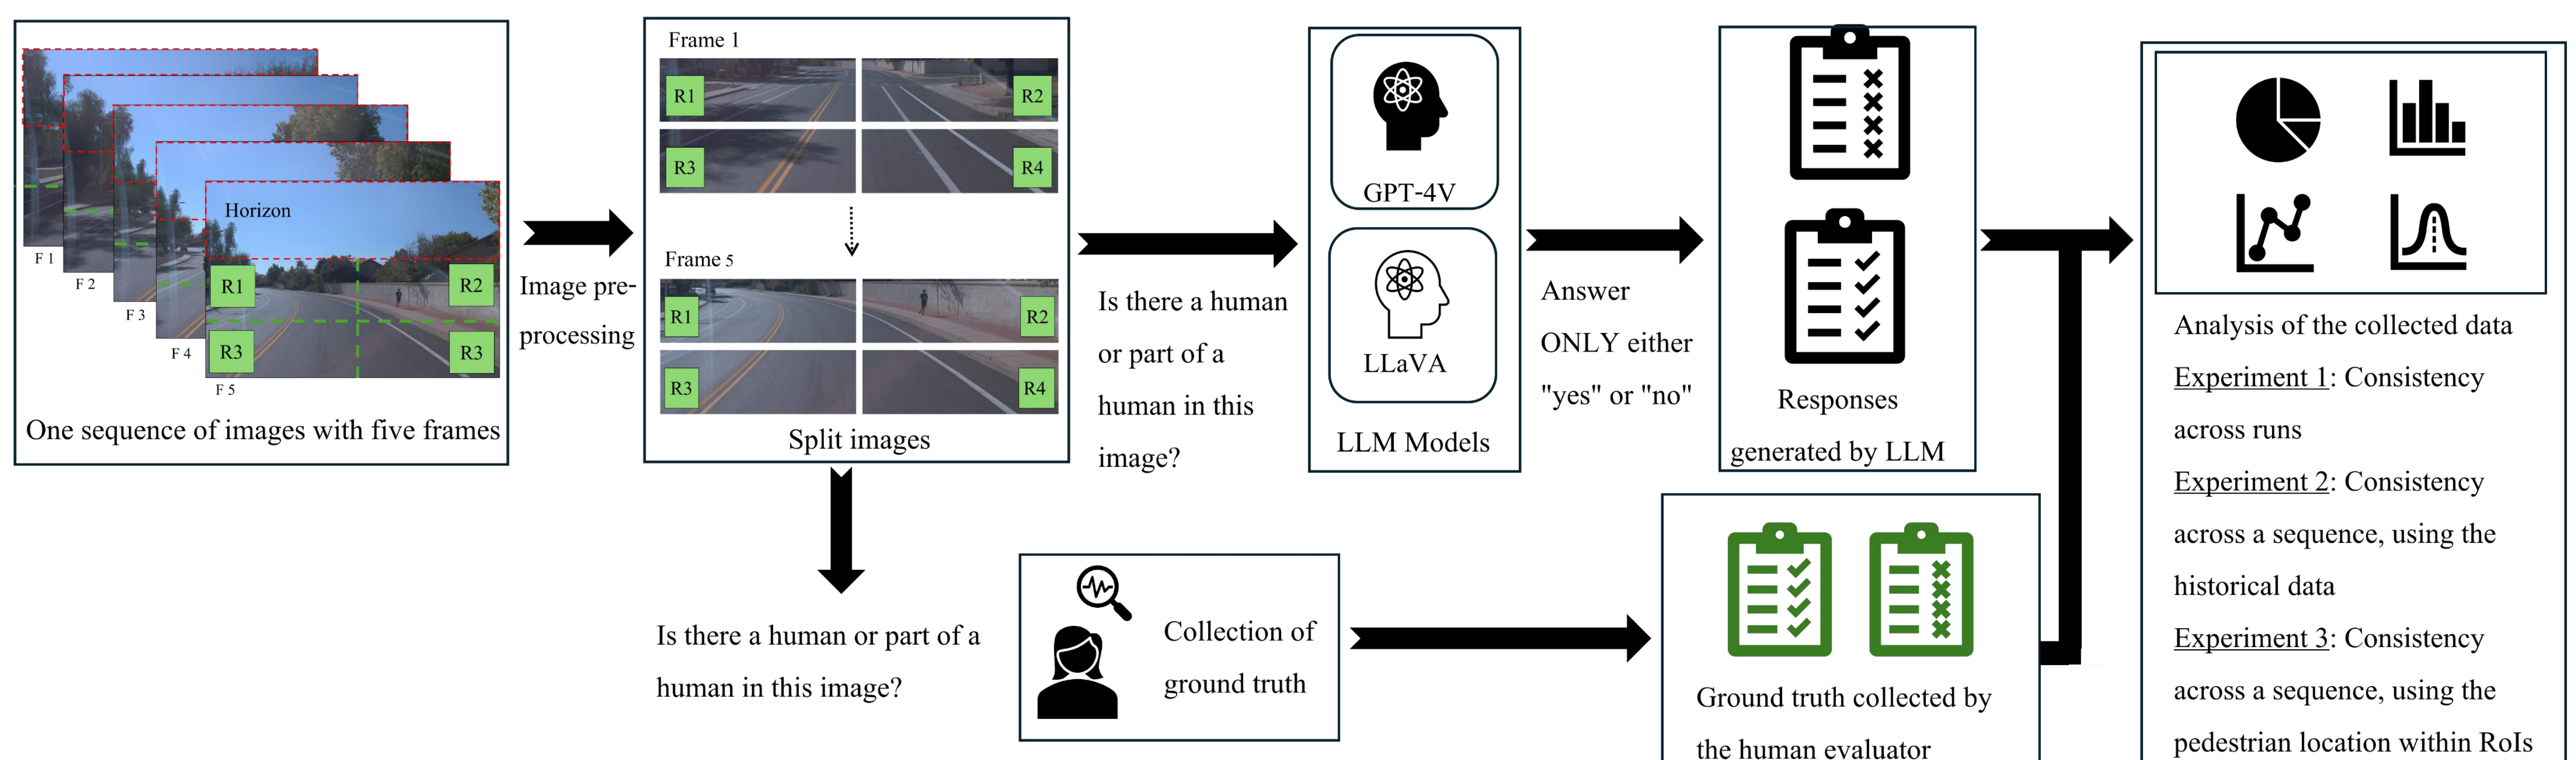 Horizon
R1
R2
R3
R3
F 1
F 2
F 3
F 4
F 5
One sequence of images with five frames
Image pre-
processing
Frame 1
R1
R2
R3
R4
Frame 5
R1
R2
R3
R4
Split images
Is there a human
or part of a
human in this
image?
GPT-4V
LLaVA
LLM Models
Answer
ONLY either
"yes" or "no"
Responses
generated by LLM
Is there a human or part of a
human in this image?
Collection of
ground truth
Ground truth collected by
the human evaluator
Analysis of the collected data
Experiment 1: Consistency
across runs
Experiment 2: Consistency
across a sequence, using the
historical data
Experiment 3: Consistency
across a sequence, using the
pedestrian location within RoIs